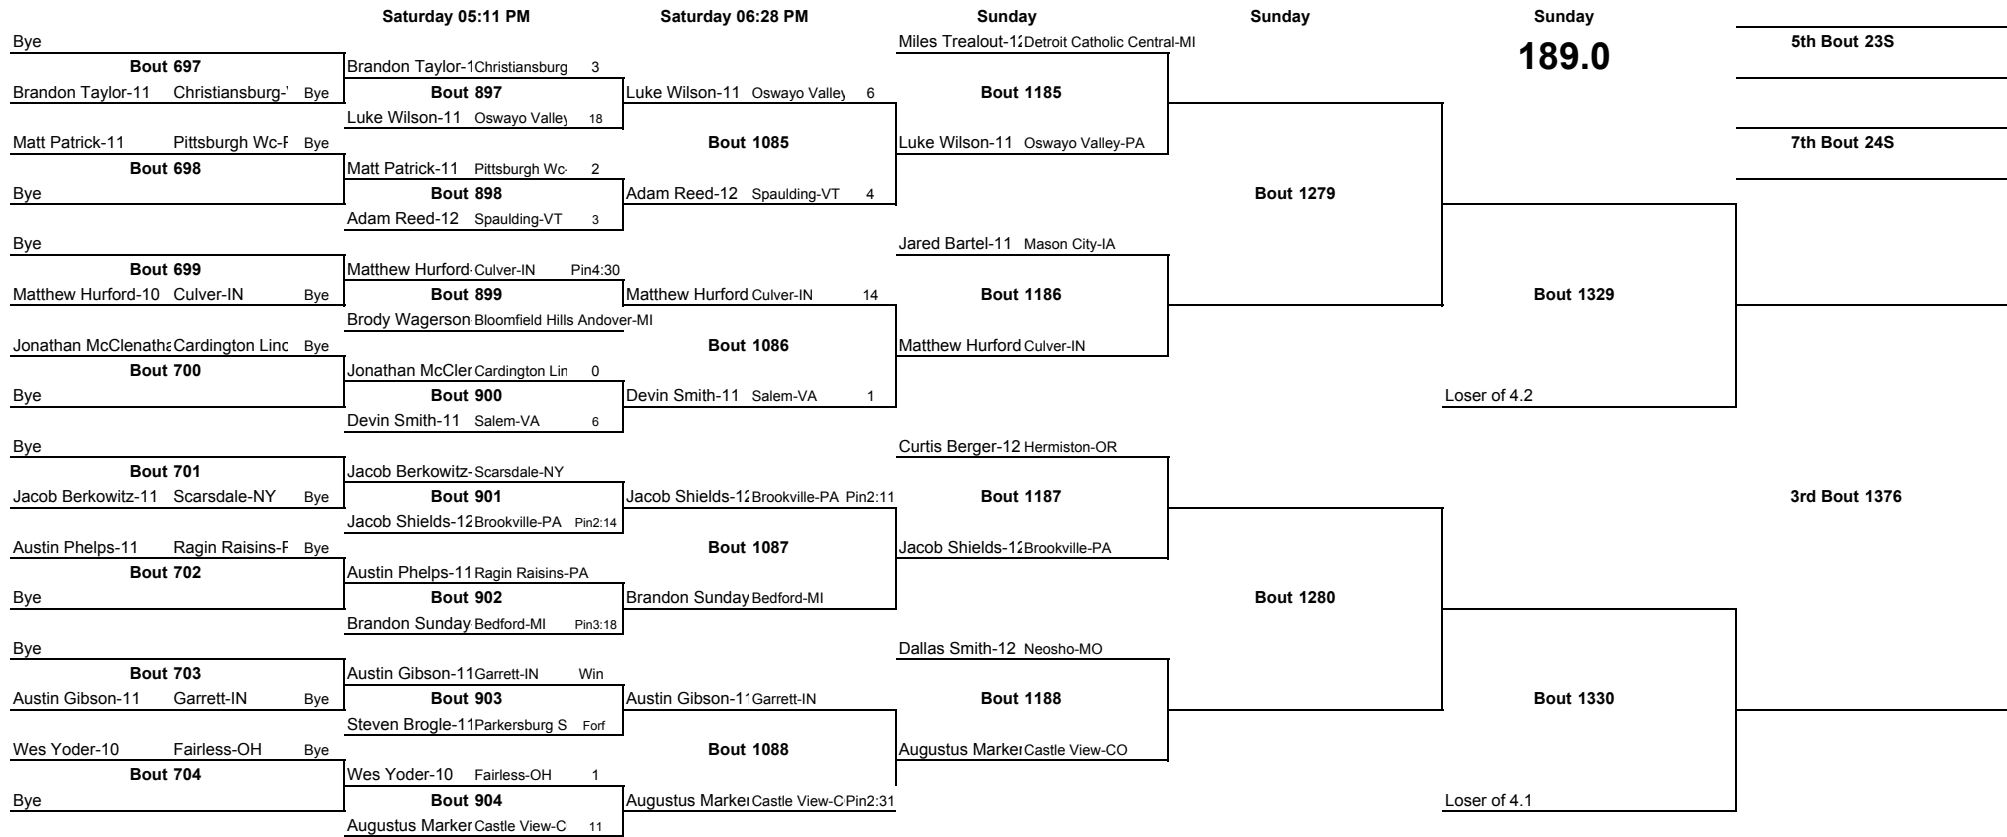 Saturday 05:11 PM Saturday 06:28 PM Sunday Sunday Sunday
189.0
Bye
Bout 697
Brandon Taylor-11 Christiansburg-' Bye
Matt Patrick-11 Pittsburgh Wc-F Bye
Bout 698
Bye
Bye
Bout 699
Matthew Hurford-10 Culver-IN Bye
Jonathan McClenatha Cardington Linc Bye
Bout 700
Bye
Bye
Bout 701
Jacob Berkowitz-11 Scarsdale-NY Bye
Austin Phelps-11 Ragin Raisins-F Bye
Bout 702
Bye
Bye
Bout 703
Austin Gibson-11 Garrett-IN Bye
Wes Yoder-10 Fairless-OH Bye
Bout 704
Bye
Brandon Taylor-1 Christiansburg 3
Bout 897
Luke Wilson-11 Oswayo Valley 18
Matt Patrick-11 Pittsburgh Wc- 2
Bout 898
Adam Reed-12 Spaulding-VT 3
Matthew Hurford- Culver-IN Pin4:30
Bout 899
Brody Wagerson- Bloomfield Hills Andover-MI
Jonathan McCler Cardington Lin 0
Bout 900
Devin Smith-11 Salem-VA 6
Jacob Berkowitz- Scarsdale-NY
Bout 901
Jacob Shields-12 Brookville-PA Pin2:14
Austin Phelps-11 Ragin Raisins-PA
Bout 902
Brandon Sunday- Bedford-MI Pin3:18
Austin Gibson-11 Garrett-IN Win
Bout 903
Steven Brogle-11 Parkersburg S Forf
Wes Yoder-10 Fairless-OH 1
Bout 904
Augustus Marker Castle View-C 11
Luke Wilson-11 Oswayo Valley 6
Bout 1085
Adam Reed-12 Spaulding-VT 4
Matthew Hurford Culver-IN 14
Bout 1086
Devin Smith-11 Salem-VA 1
Jacob Shields-12 Brookville-PA Pin2:11
Bout 1087
Brandon Sunday Bedford-MI
Austin Gibson-11 Garrett-IN
Bout 1088
Augustus Marker Castle View-C Pin2:31
Miles Trealout-12 Detroit Catholic Central-MI
Bout 1185
Luke Wilson-11 Oswayo Valley-PA
Jared Bartel-11 Mason City-IA
Bout 1186
Matthew Hurford Culver-IN
Curtis Berger-12 Hermiston-OR
Bout 1187
Jacob Shields-12 Brookville-PA
Dallas Smith-12 Neosho-MO
Bout 1188
Augustus Marker Castle View-CO
Bout 1279
Bout 1280
Bout 1329
Loser of 4.2
Bout 1330
Loser of 4.1
5th Bout 23S
7th Bout 24S
3rd Bout 1376